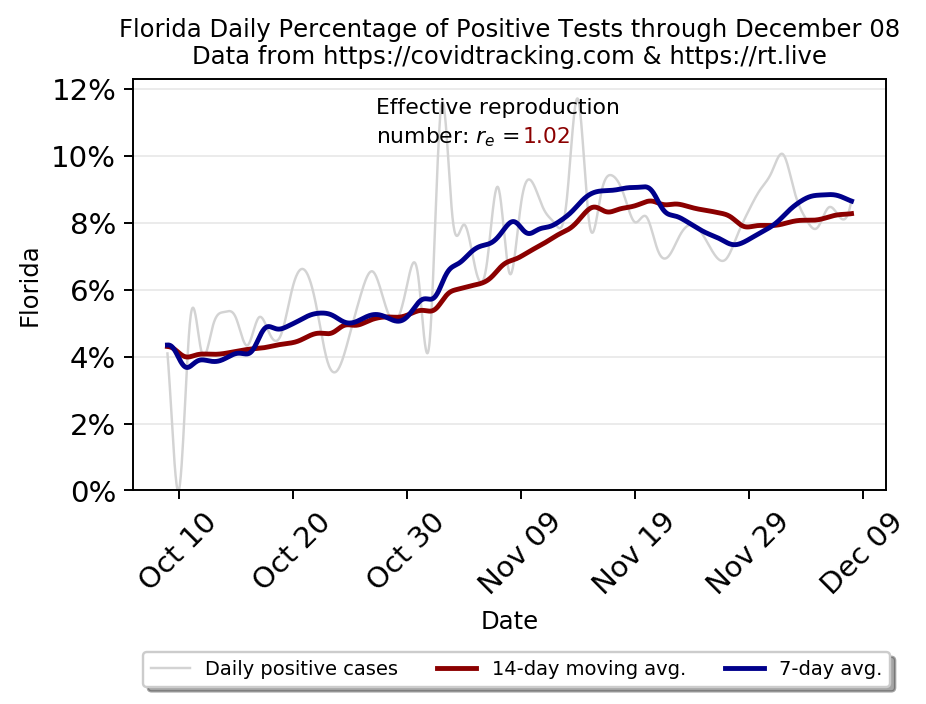 Florida Daily Percentage of Positive Tests through December 08
Data from https://covidtracking.com & https://rt.live
Effective reproduction
number: rₑ =1.02
12%
10%
8%
6%
4%
2%
0%
Florida
Oct 10
Oct 20
Oct 30
Nov 09
Nov 19
Nov 29
Dec 09
Date
Daily positive cases
14-day moving avg.
7-day avg.